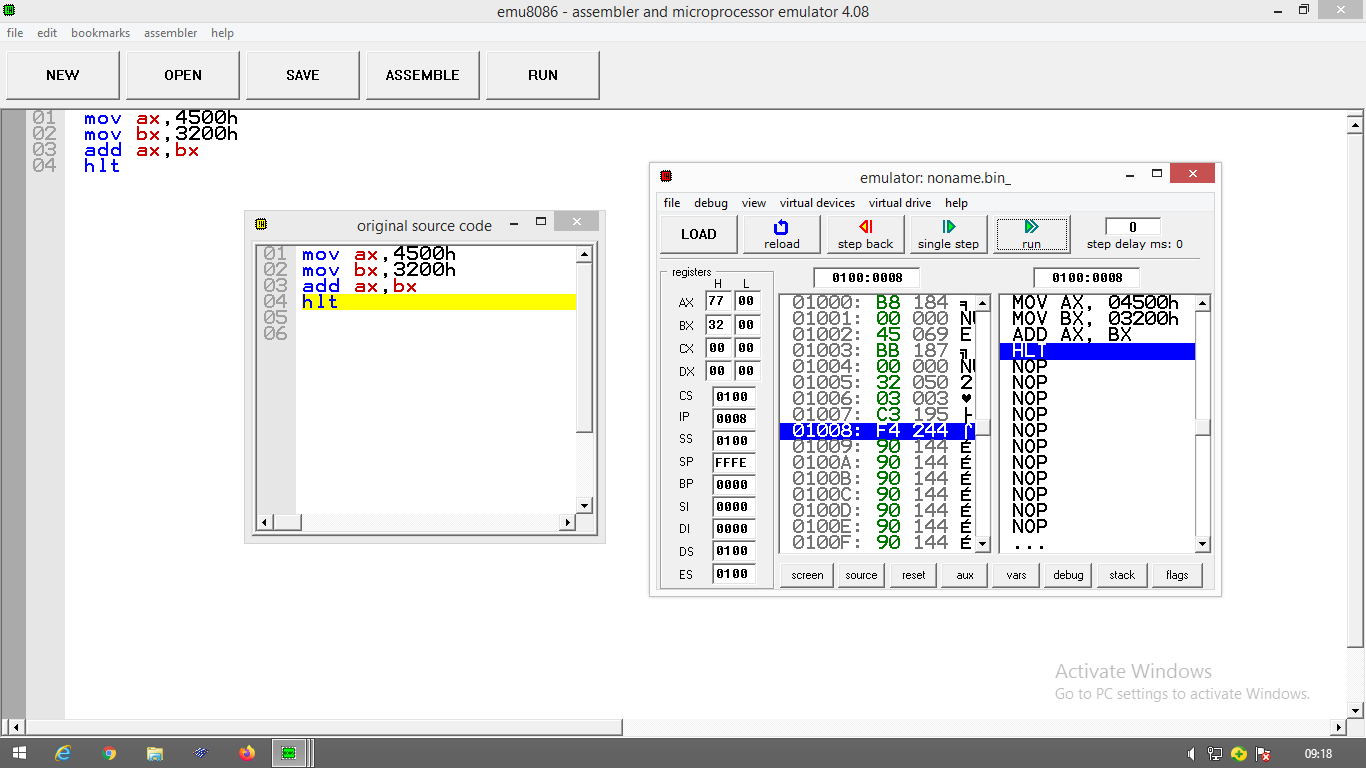 emu8086 - assembler and microprocessor emulator 4.08
file edit bookmarks assembler help
NEW OPEN SAVE ASSEMBLE RUN
01 mov ax,4500h
02 mov bx,3200h
03 add ax,bx
04 hlt
original source code
01 mov ax,4500h
02 mov bx,3200h
03 add ax,bx
04 hlt
05
06
emulator: noname.bin_
file debug view virtual devices virtual drive help
LOAD reload step back single step run 0
step delay ms: 0
registers
H L
AX 77 00
BX 32 00
CX 00 00
DX 00 00
CS 0100
IP 0008
SS 0100
SP FFFE
BP 0000
SI 0000
DI 0000
DS 0100
ES 0100
0100:0008
01000: B8 184 ╕
01001: 00 000 NU
01002: 45 069 E
01003: BB 187 ╗
01004: 00 000 NU
01005: 32 050 2
01006: 03 003 ♥
01007: C3 195 ├
01008: F4 244 ⌠
01009: 90 144 É
0100A: 90 144 É
0100B: 90 144 É
0100C: 90 144 É
0100D: 90 144 É
0100E: 90 144 É
0100F: 90 144 É
0100:0008
MOV AX, 04500h
MOV BX, 03200h
ADD AX, BX
HLT
NOP
NOP
NOP
NOP
NOP
NOP
NOP
NOP
NOP
NOP
NOP
...
screen source reset aux vars debug stack flags
Activate Windows
Go to PC settings to activate Windows.
09:18